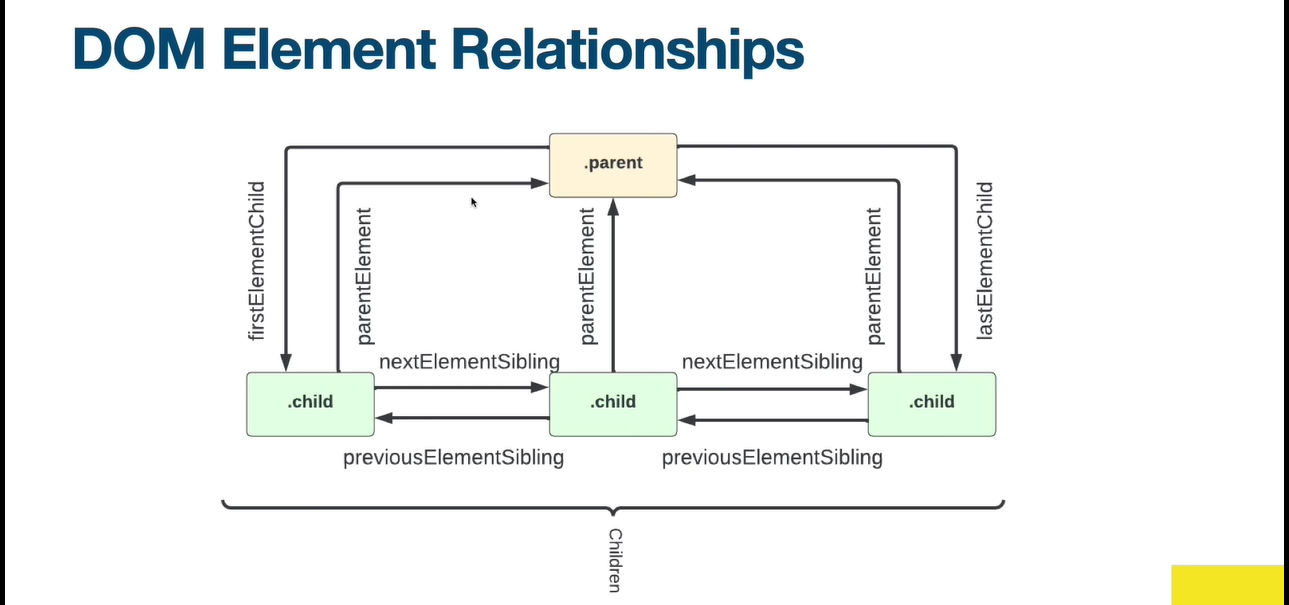 DOM Element Relationships
.parent
firstElementChild
parentElement
parentElement
parentElement
lastElementChild
nextElementSibling
nextElementSibling
.child
.child
.child
previousElementSibling
previousElementSibling
Children